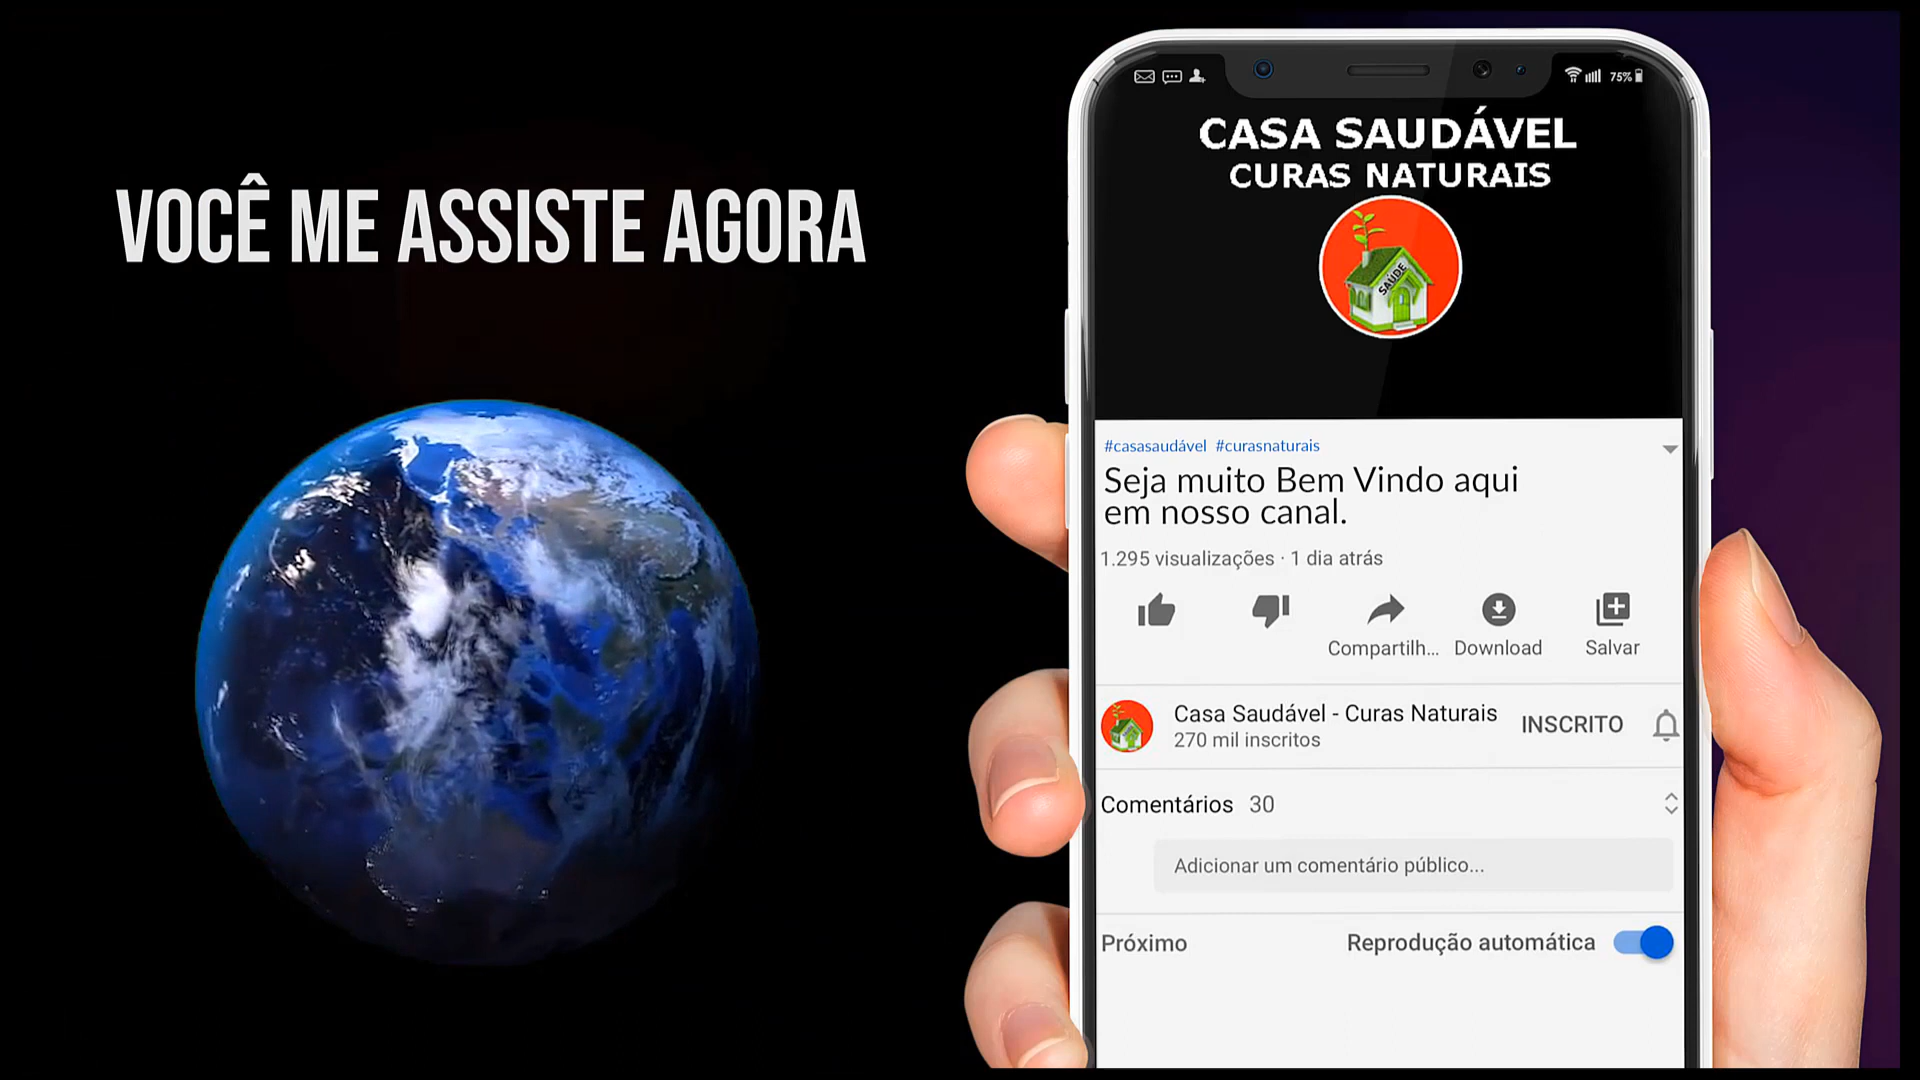 VOCÊ ME ASSISTE AGORA
75%
CASA SAUDÁVEL
CURAS NATURAIS
SAÚDE
#casasaudável #curasnaturais
Seja muito Bem Vindo aqui
em nosso canal.
1.295 visualizações · 1 dia atrás
Compartilh... Download Salvar
Casa Saudável - Curas Naturais
270 mil inscritos
INSCRITO
Comentários 30
Adicionar um comentário público...
Próximo
Reprodução automática